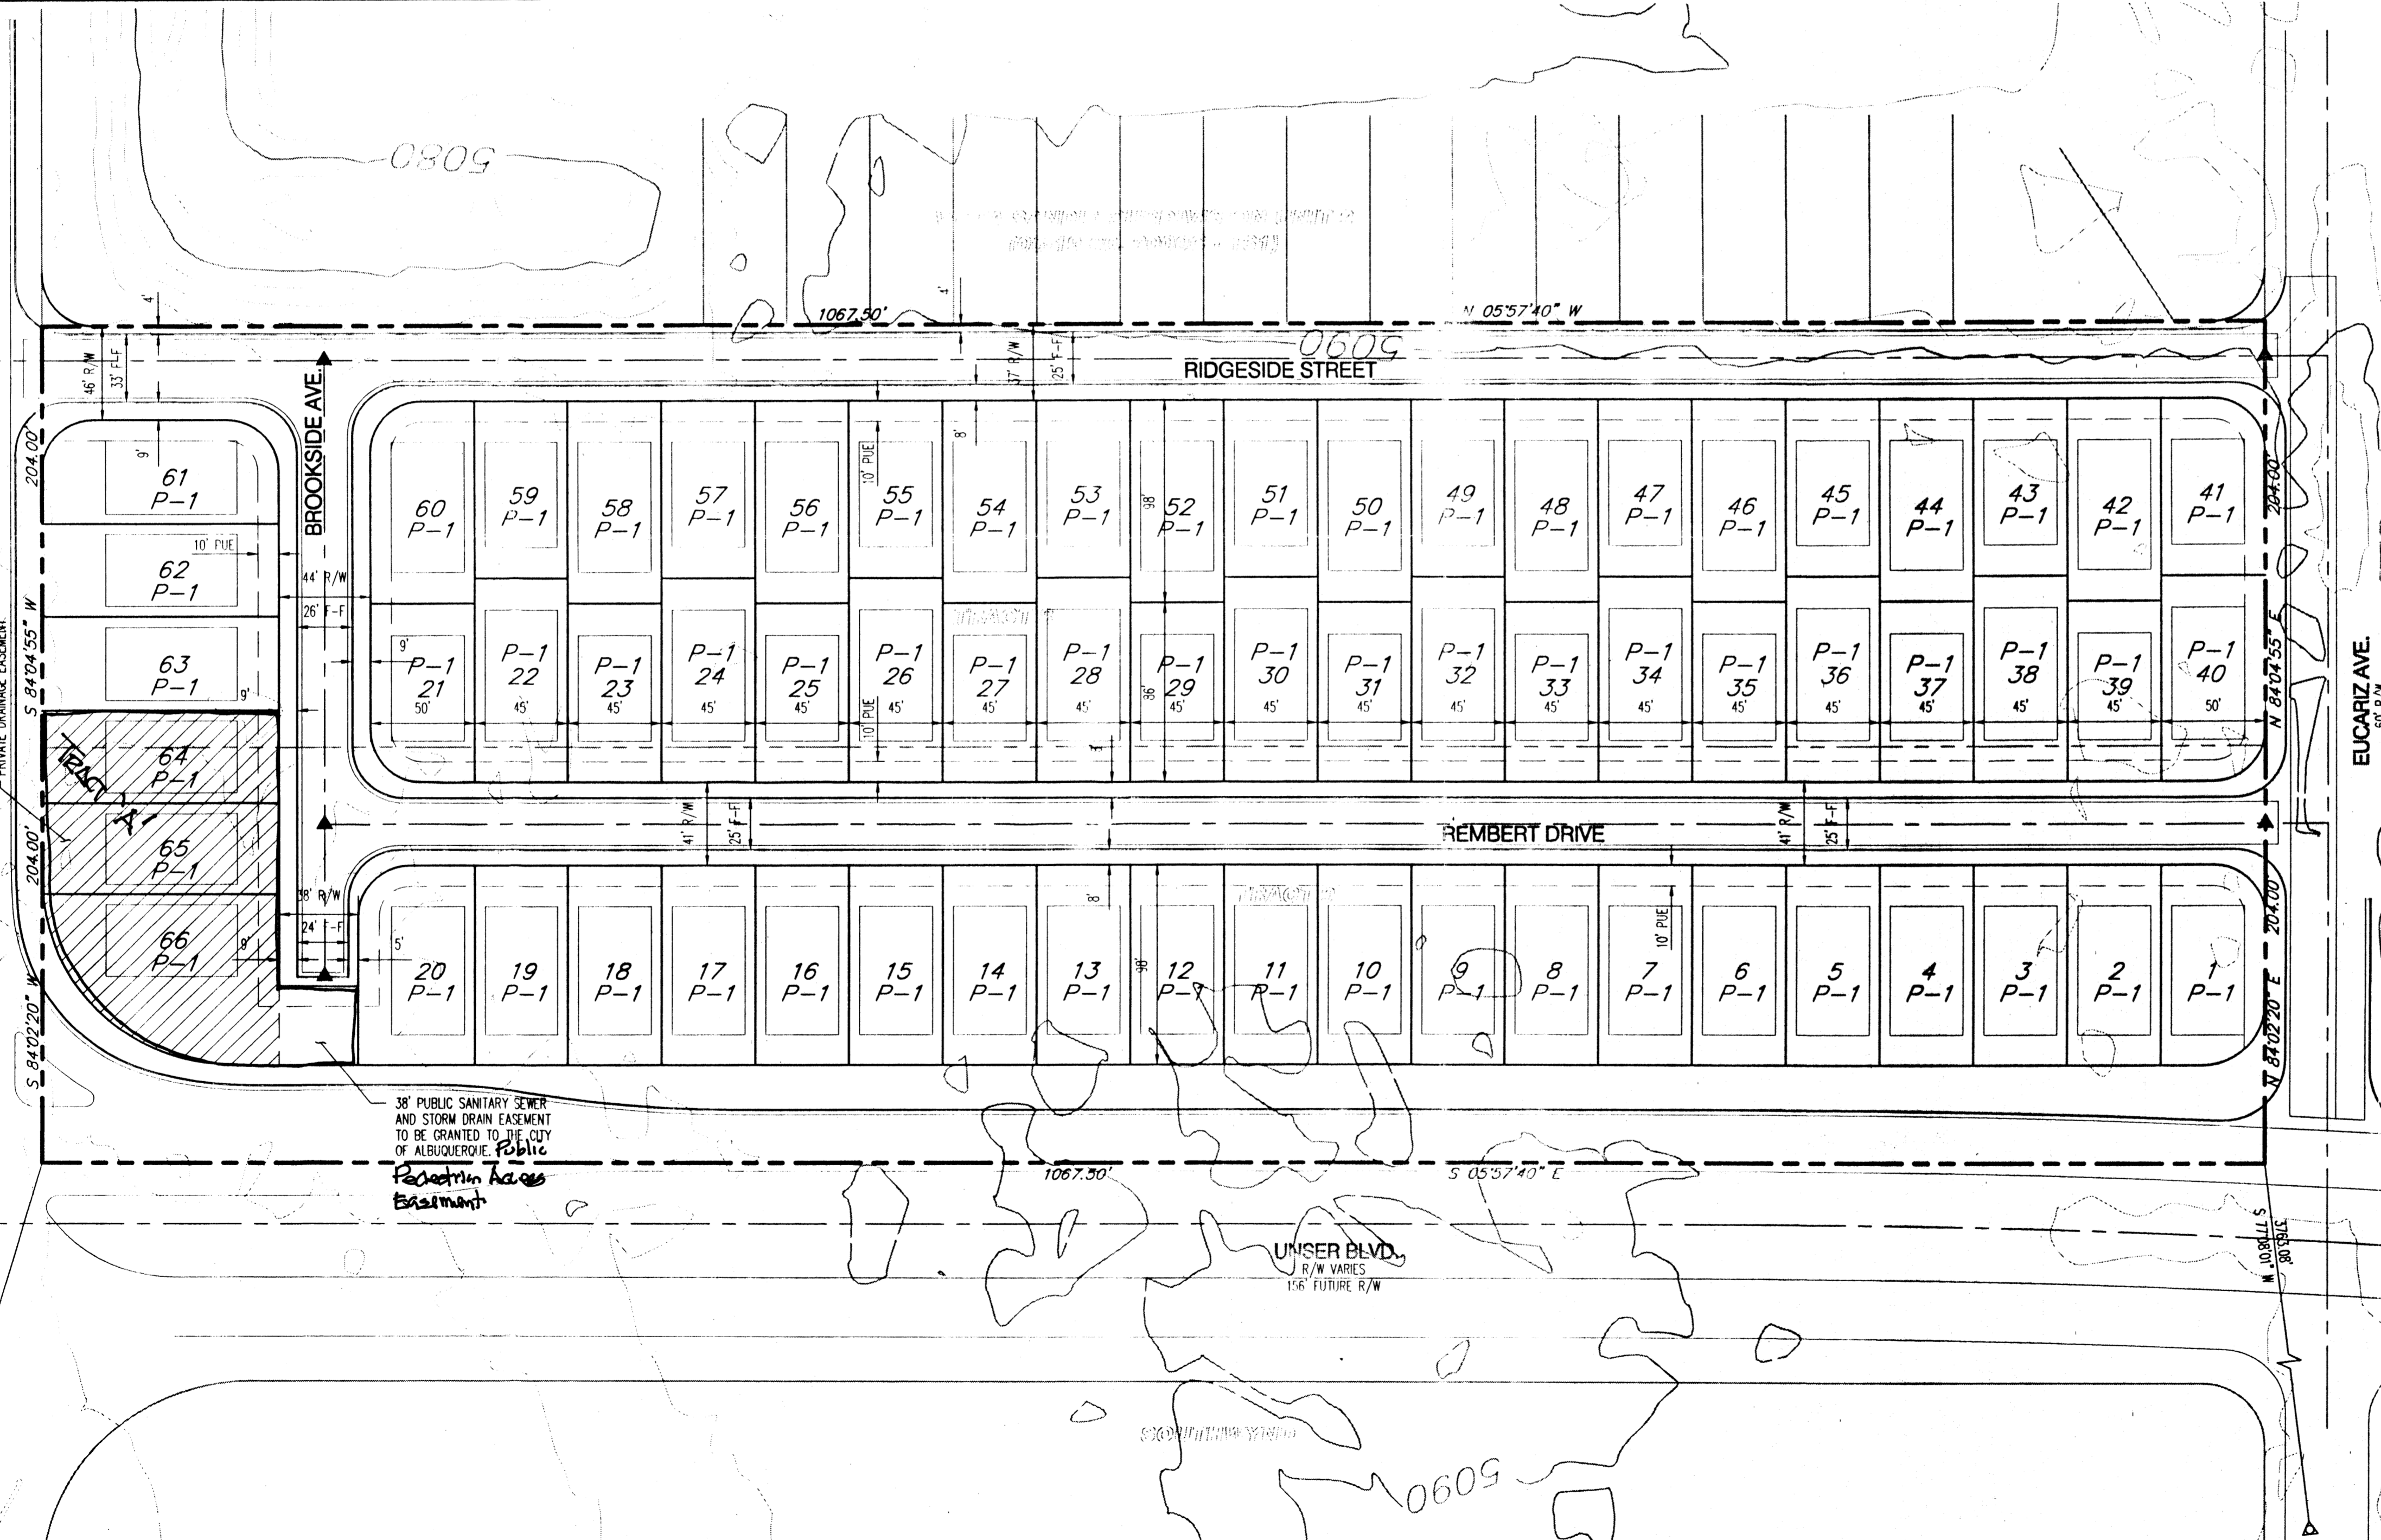 5080
1067.50'
N 05°57'40" W
5090
4'
4'
46' R/W
33' FLF
BROOKSIDE AVE.
37' R/W
25' F-F
RIDGESIDE STREET
204.00'
9'
61
P-1
10' PUE
62
P-1
63
P-1
9'
44' R/W
26' F-F
60
P-1
59
P-1
58
P-1
57
P-1
56
P-1
10' PUE
55
P-1
8'
54
P-1
53
P-1
98'
52
P-1
51
P-1
50
P-1
49
P-1
48
P-1
47
P-1
46
P-1
45
P-1
44
P-1
43
P-1
42
P-1
41
P-1
204.00'
S 84°04'55" W
PRIVATE DRAINAGE EASEMENT.
9'
P-1
21
50'
P-1
22
45'
P-1
23
45'
P-1
24
45'
P-1
25
45'
10' PUE
P-1
26
45'
P-1
27
45'
P-1
28
45'
86'
P-1
29
45'
P-1
30
45'
P-1
31
45'
P-1
32
45'
P-1
33
45'
P-1
34
45'
P-1
35
45'
P-1
36
45'
P-1
37
45'
P-1
38
45'
P-1
39
45'
P-1
40
50'
N 84°04'55" E
EUCARIZ AVE.
60' R/W
TRACT 'A'
64
P-1
65
P-1
66
P-1
9'
204.00'
S 84°02'20" W
38' R/W
24' F-F
5'
41' R/W
25' F-F
REMBERT DRIVE
41' R/W
25' F-F
20
P-1
19
P-1
18
P-1
17
P-1
16
P-1
15
P-1
14
P-1
8'
13
P-1
98'
12
P-1
11
P-1
10
P-1
9
P-1
8
P-1
10' PUE
7
P-1
6
P-1
5
P-1
4
P-1
3
P-1
2
P-1
1
P-1
204.00'
N 84°02'20" E
38' PUBLIC SANITARY SEWER
AND STORM DRAIN EASEMENT
TO BE GRANTED TO THE CITY
OF ALBUQUERQUE. Public
Pedestrian Access
Easement
1067.50'
S 05°57'40" E
UNSER BLVD.
R/W VARIES
156' FUTURE R/W
S 77°08'01" W
3763.08'
5090